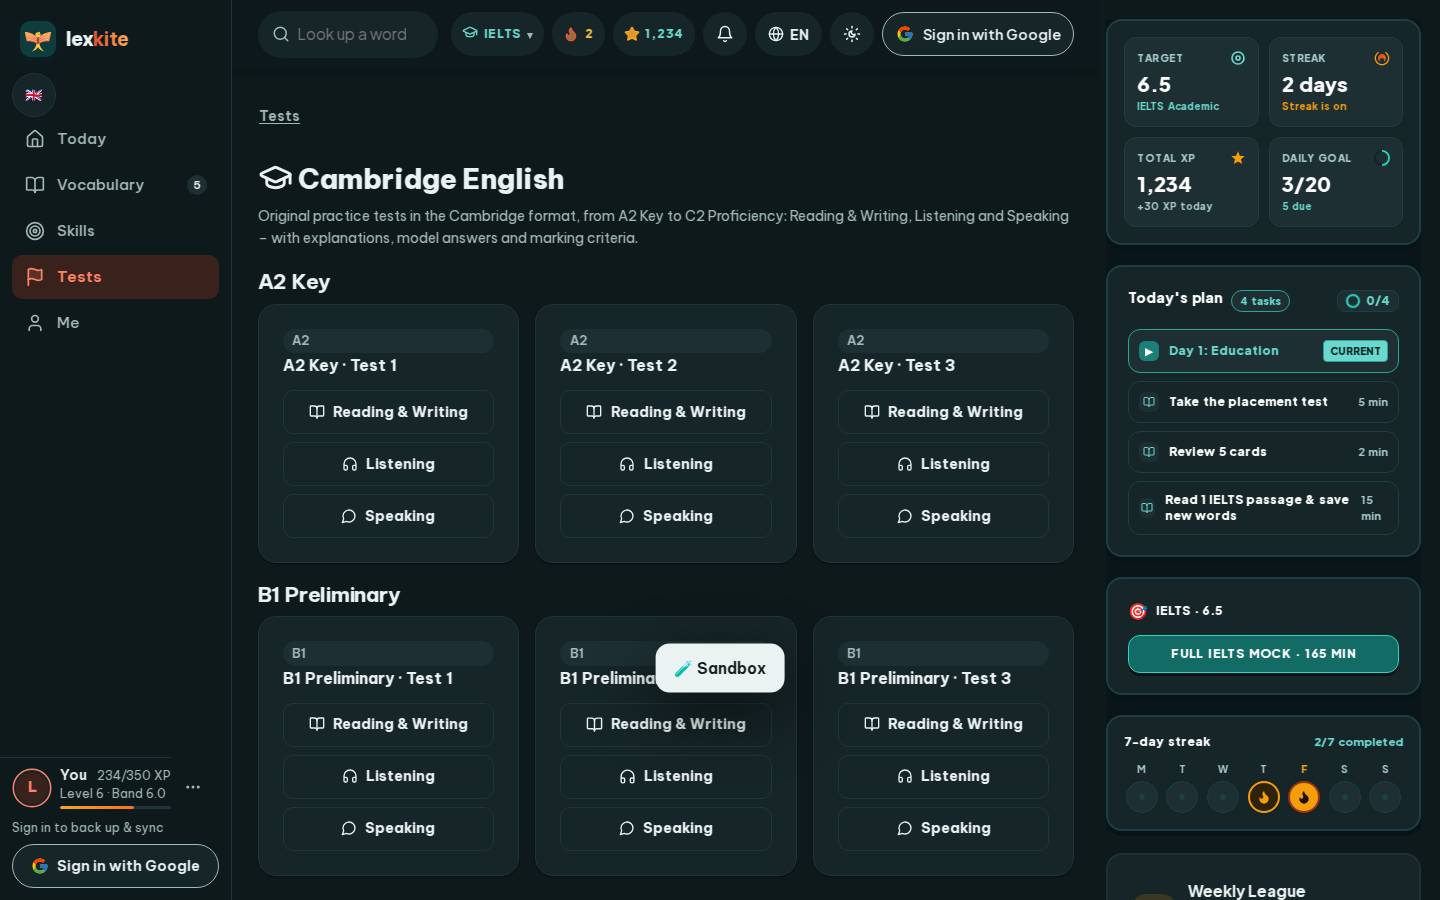 lexkite
Today
Vocabulary 5
Skills
Tests
Me
You 234/350 XP
Level 6 · Band 6.0
L
Sign in to back up & sync
Sign in with Google
Look up a word
IELTS
2
1,234
EN
Sign in with Google
Tests
Cambridge English
Original practice tests in the Cambridge format, from A2 Key to C2 Proficiency: Reading & Writing, Listening and Speaking
– with explanations, model answers and marking criteria.
A2 Key
A2
A2 Key · Test 1
Reading & Writing
Listening
Speaking
A2
A2 Key · Test 2
Reading & Writing
Listening
Speaking
A2
A2 Key · Test 3
Reading & Writing
Listening
Speaking
B1 Preliminary
B1
B1 Preliminary · Test 1
Reading & Writing
Listening
Speaking
B1
B1 Prelimina
Sandbox
Reading & Writing
Listening
Speaking
B1
B1 Preliminary · Test 3
Reading & Writing
Listening
Speaking
TARGET
6.5
IELTS Academic
STREAK
2 days
Streak is on
TOTAL XP
1,234
+30 XP today
DAILY GOAL
3/20
5 due
Today's plan 4 tasks 0/4
Day 1: Education CURRENT
Take the placement test 5 min
Review 5 cards 2 min
Read 1 IELTS passage & save 15
new words min
IELTS · 6.5
FULL IELTS MOCK · 165 MIN
7-day streak 2/7 completed
M T W T F S S
Weekly League